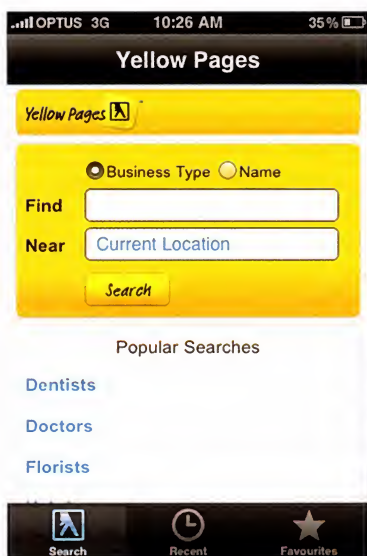 OPTUS 3G 10:26 AM 35%
Yellow Pages
Yellow Pages
Business Type Name
Find
Near Current Location
Search
Popular Searches
Dentists
Doctors
Florists
Search Recent Favourites